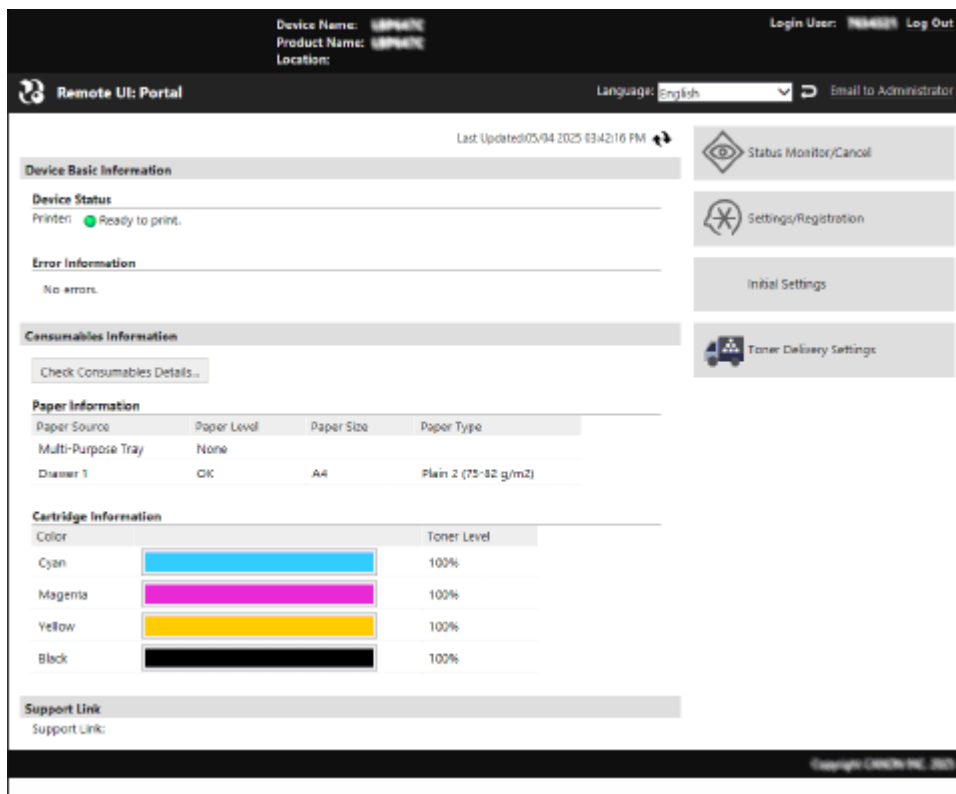 Device Name:
Product Name:
Location:
Login User: Log Out
Remote UI: Portal
Language: English
Email to Administrator
Last Updated:05/04 2025 03:42:16 PM
Device Basic Information
Device Status
Printer: Ready to print.
Error Information
No errors.
Consumables Information
Check Consumables Details...
Paper Information
Paper Source Paper Level Paper Size Paper Type
Multi-Purpose Tray None
Drawer 1 OK A4 Plain 2 (75-82 g/m2)
Cartridge Information
Color Toner Level
Cyan 100%
Magenta 100%
Yellow 100%
Black 100%
Support Link
Support Link:
Status Monitor/Cancel
Settings/Registration
Initial Settings
Toner Delivery Settings
Copyright CANON INC. 2025